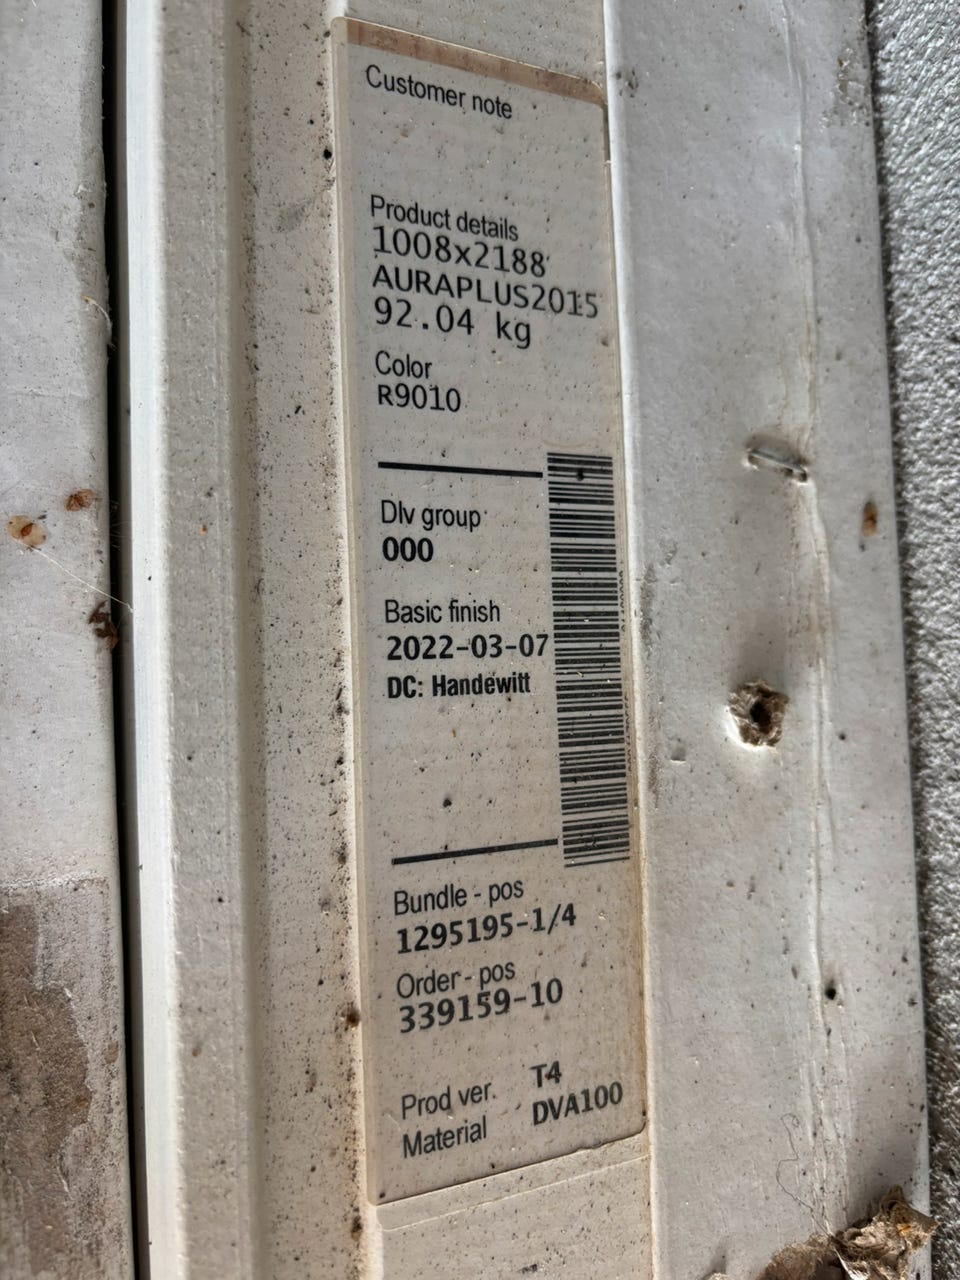 Customer note
Product details
1008x2188
AURAPLUS2015
92.04 kg
Color
R9010
Dlv group
000
Basic finish
2022-03-07
DC: Handewitt
Bundle - pos
1295195-1/4
Order - pos
339159-10
Prod ver. T4
Material DVA100